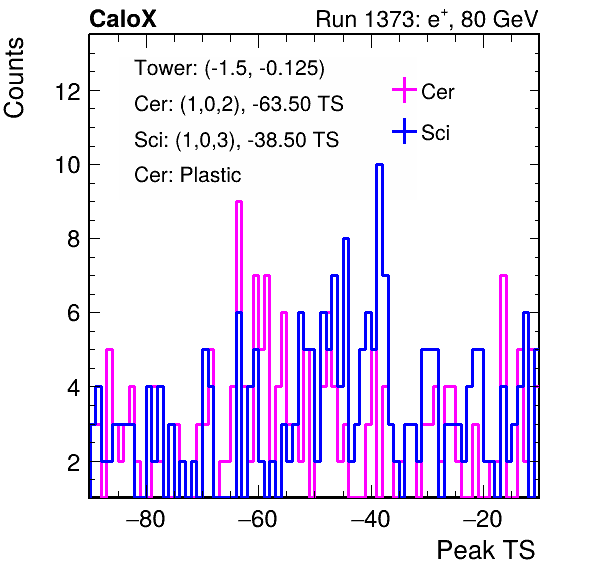 CaloX Run 1373: e⁺, 80 GeV
Counts
Tower: (-1.5, -0.125)
Cer: (1,0,2), -63.50 TS
Sci: (1,0,3), -38.50 TS
Cer: Plastic
Cer
Sci
12
10
8
6
4
2
−80 −60 −40 −20
Peak TS